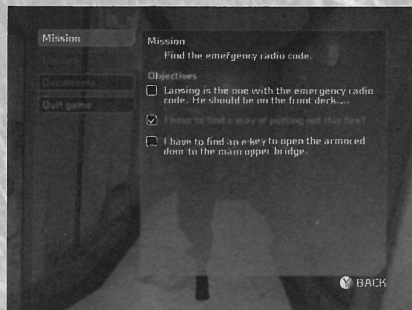 Mission
Documents
Quit game
Mission
Find the emergency radio code.
Objectives
Lansing is the one with the emergency radio
code. He should be on the front deck....
I have to find a way of putting out this fire!
I have to find an e-key to open the armored
door to the main upper bridge.
Y BACK